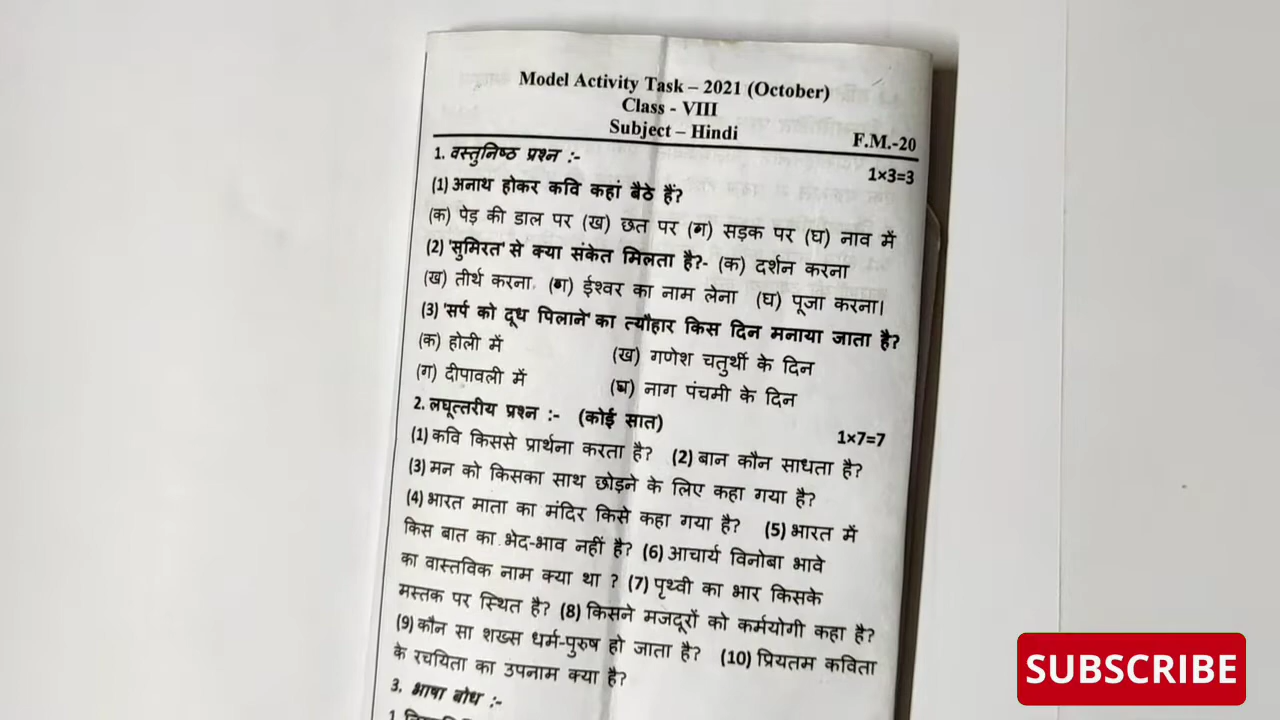 Model Activity Task – 2021 (October)
Class - VIII
Subject – Hindi
F.M.-20
1. वस्तुनिष्ठ प्रश्न :-
1×3=3
(1) अनाथ होकर कवि कहां बैठे हैं?
(क) पेड़ की डाल पर (ख) छत पर (ग) सड़क पर (घ) नाव में
(2) 'सुमिरत' से क्या संकेत मिलता है?- (क) दर्शन करना
(ख) तीर्थ करना, (ग) ईश्वर का नाम लेना (घ) पूजा करना।
(3) 'सर्प को दूध पिलाने' का त्यौहार किस दिन मनाया जाता है?
(क) होली में (ख) गणेश चतुर्थी के दिन
(ग) दीपावली में (घ) नाग पंचमी के दिन
2. लघूत्तरीय प्रश्न :- (कोई सात)
1×7=7
(1) कवि किससे प्रार्थना करता है? (2) बान कौन साधता है?
(3) मन को किसका साथ छोड़ने के लिए कहा गया है?
(4) भारत माता का मंदिर किसे कहा गया है? (5) भारत में
किस बात का भेद-भाव नहीं है? (6) आचार्य विनोबा भावे
का वास्तविक नाम क्या था ? (7) पृथ्वी का भार किसके
मस्तक पर स्थित है? (8) किसने मजदूरों को कर्मयोगी कहा है?
(9) कौन सा शख्स धर्म-पुरुष हो जाता है? (10) प्रियतम कविता
के रचयिता का उपनाम क्या है?
3. भाषा बोध :-
SUBSCRIBE